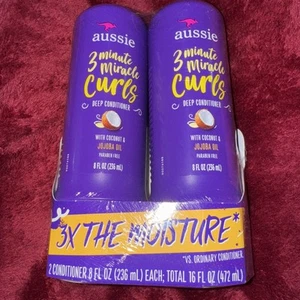 aussie
3 minute
Miracle
Curls
DEEP CONDITIONER
WITH COCONUT &
JOJOBA OIL
PARABEN FREE
8 FL OZ (236 mL)
aussie
3 minute
Miracle
Curls
DEEP CONDITIONER
WITH COCONUT &
JOJOBA OIL
PARABEN FREE
8 FL OZ (236 mL)
3X THE MOISTURE*
*VS. ORDINARY CONDITIONER
2 CONDITIONER 8 FL OZ (236 mL) EACH; TOTAL 16 FL OZ (472 mL)